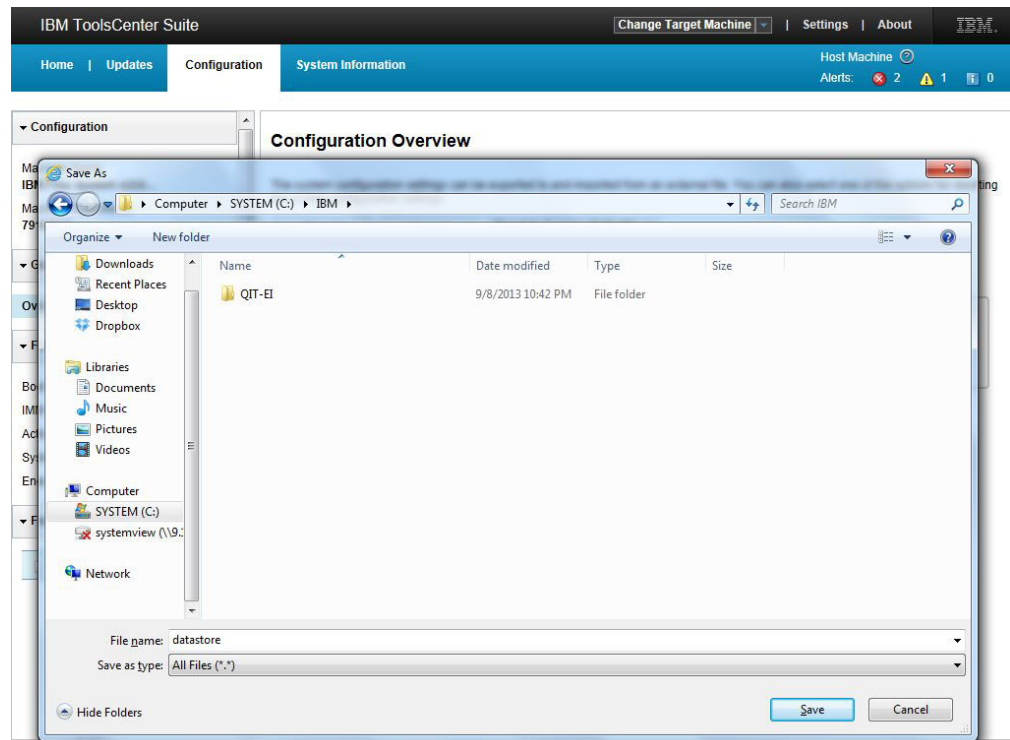 IBM ToolsCenter Suite
Change Target Machine | Settings | About
IBM.
Home | Updates Configuration System Information
Host Machine
Alerts: 2 1 0
Configuration
Configuration Overview
Save As
Computer SYSTEM (C:) IBM
Search IBM
Organize New folder
Name Date modified Type Size
Downloads
QIT-EI 9/8/2013 10:42 PM File folder
Recent Places
Desktop
Dropbox
Libraries
Documents
Music
Pictures
Videos
Computer
SYSTEM (C:)
systemview (\\9.
Network
File name: datastore
Save as type: All Files (*.*)
Hide Folders
Save Cancel